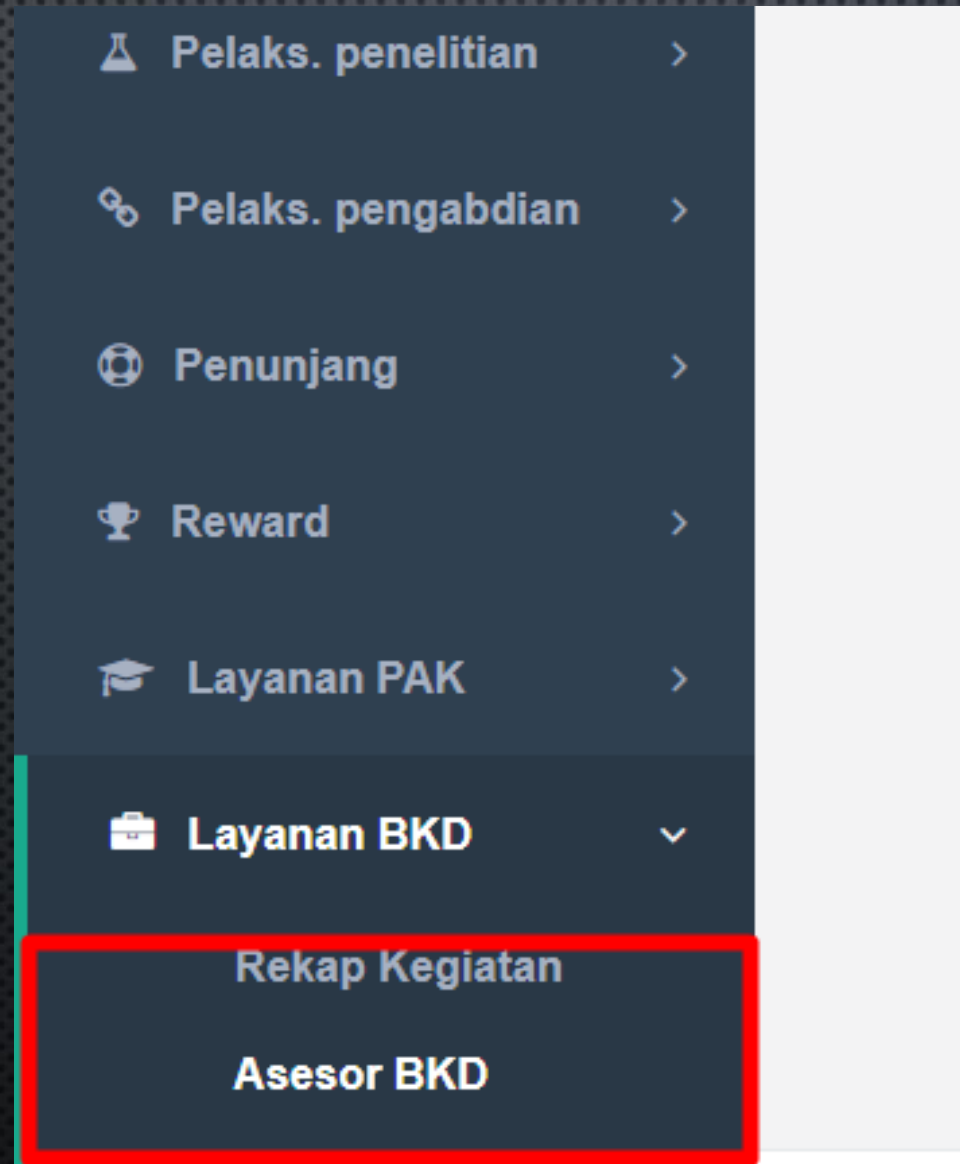 Pelaks. penelitian
Pelaks. pengabdian
Penunjang
Reward
Layanan PAK
Layanan BKD
Rekap Kegiatan
Asesor BKD